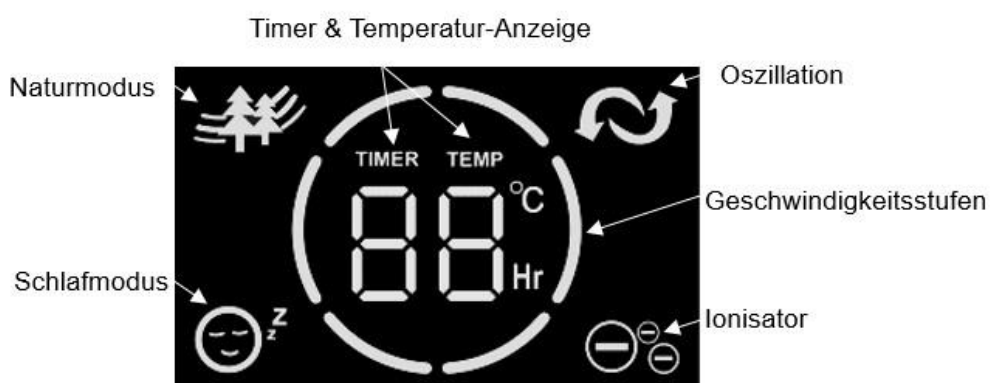 Timer & Temperatur-Anzeige
Naturmodus
Oszillation
TIMER TEMP
88 °C
Hr
Geschwindigkeitsstufen
Schlafmodus
z
z
Ionisator